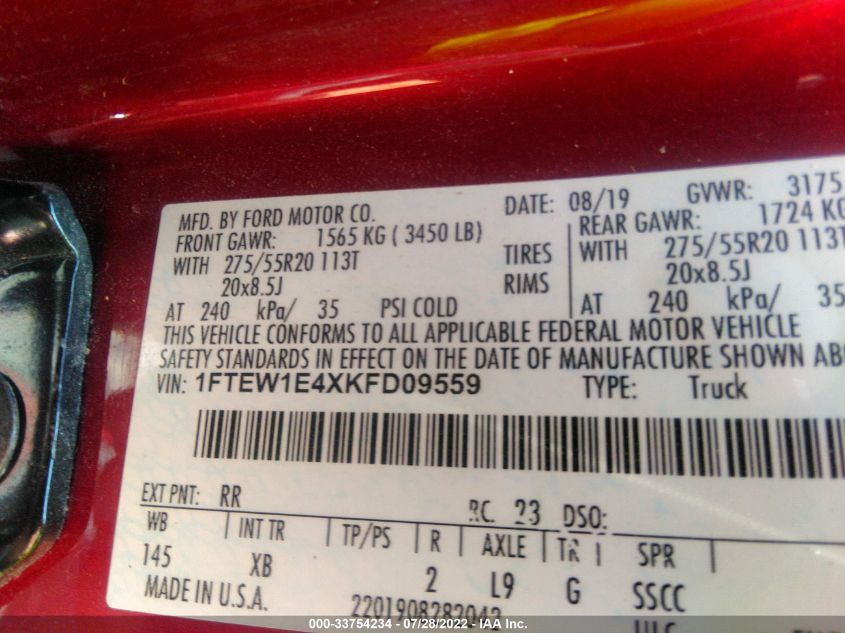 MFD. BY FORD MOTOR CO. DATE: 08/19 GVWR: 3175
FRONT GAWR: 1565 KG ( 3450 LB) REAR GAWR: 1724 KG
WITH 275/55R20 113T TIRES WITH 275/55R20 113T
20x8.5J RIMS 20x8.5J
AT 240 kPa/ 35 PSI COLD AT 240 kPa/ 35
THIS VEHICLE CONFORMS TO ALL APPLICABLE FEDERAL MOTOR VEHICLE
SAFETY STANDARDS IN EFFECT ON THE DATE OF MANUFACTURE SHOWN AB
VIN: 1FTEW1E4XKFD09559 TYPE: Truck
EXT PNT: RR RC: 23 DSO:
WB INT TR TP/PS R AXLE TR SPR
145 XB 2 L9 G SSCC
MADE IN U.S.A. 2201908282042
000-33754234 - 07/28/2022 - IAA Inc.